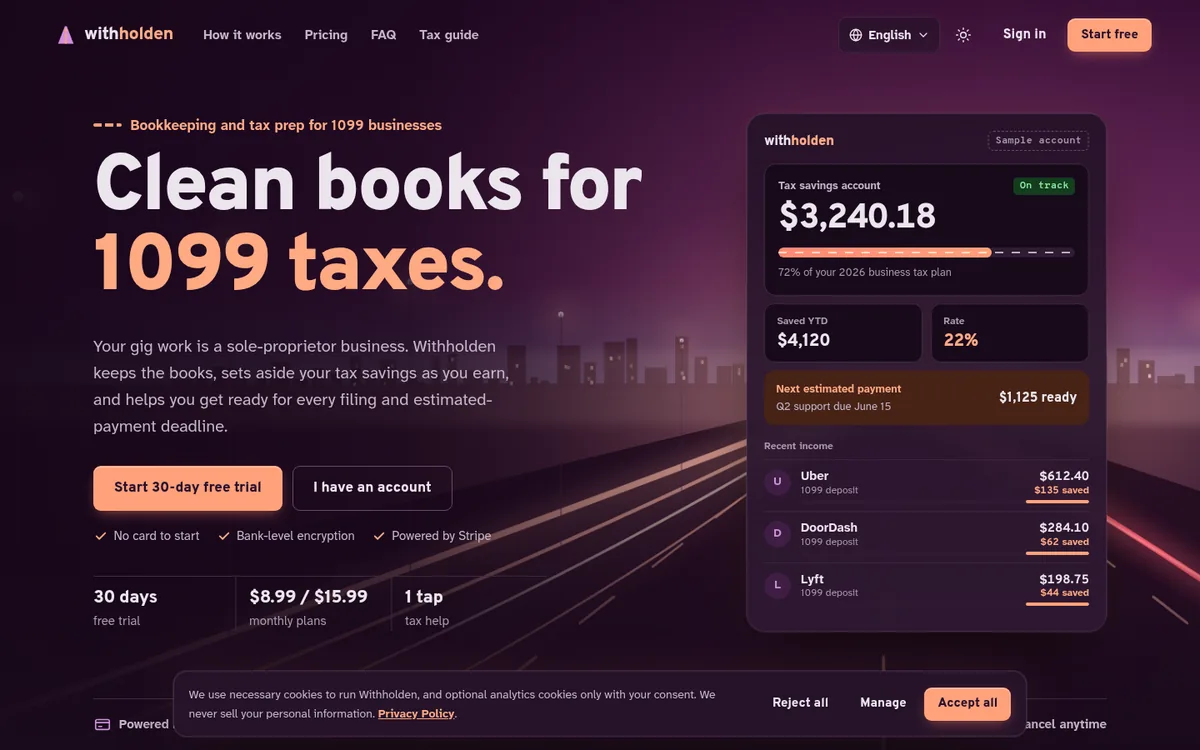 withholden How it works Pricing FAQ Tax guide English Sign in Start free
Bookkeeping and tax prep for 1099 businesses
Clean books for
1099 taxes.
Your gig work is a sole-proprietor business. Withholden
keeps the books, sets aside your tax savings as you earn,
and helps you get ready for every filing and estimated-
payment deadline.
Start 30-day free trial I have an account
No card to start Bank-level encryption Powered by Stripe
30 days $8.99 / $15.99 1 tap
free trial monthly plans tax help
withholden Sample account
Tax savings account On track
$3,240.18
72% of your 2026 business tax plan
Saved YTD Rate
$4,120 22%
Next estimated payment
Q2 support due June 15 $1,125 ready
Recent income
U Uber $612.40
1099 deposit $135 saved
D DoorDash $284.10
1099 deposit $62 saved
L Lyft $198.75
1099 deposit $44 saved
We use necessary cookies to run Withholden, and optional analytics cookies only with your consent. We
never sell your personal information. Privacy Policy.
Reject all Manage Accept all
Powered
ancel anytime